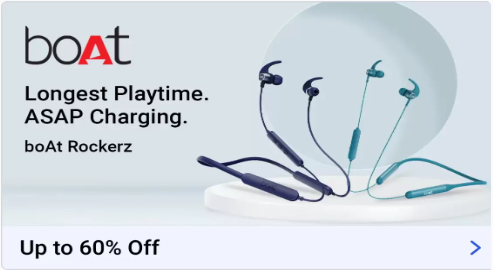 boAt
Longest Playtime.
ASAP Charging.
boAt Rockerz
Up to 60% Off